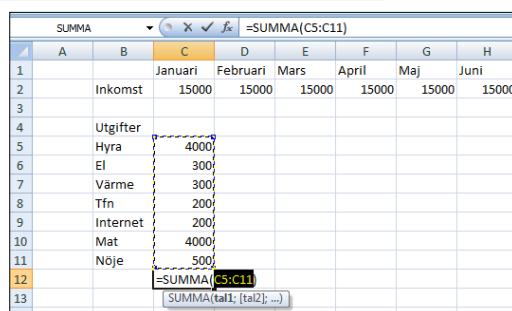 SUMMA fx =SUMMA(C5:C11)
A B C D E F G H
1 Januari Februari Mars April Maj Juni
2 Inkomst 15000 15000 15000 15000 15000 15000
3
4 Utgifter
5 Hyra 4000
6 El 300
7 Värme 300
8 Tfn 200
9 Internet 200
10 Mat 4000
11 Nöje 500
12 =SUMMA(C5:C11)
13 SUMMA(tal1; [tal2]; ...)